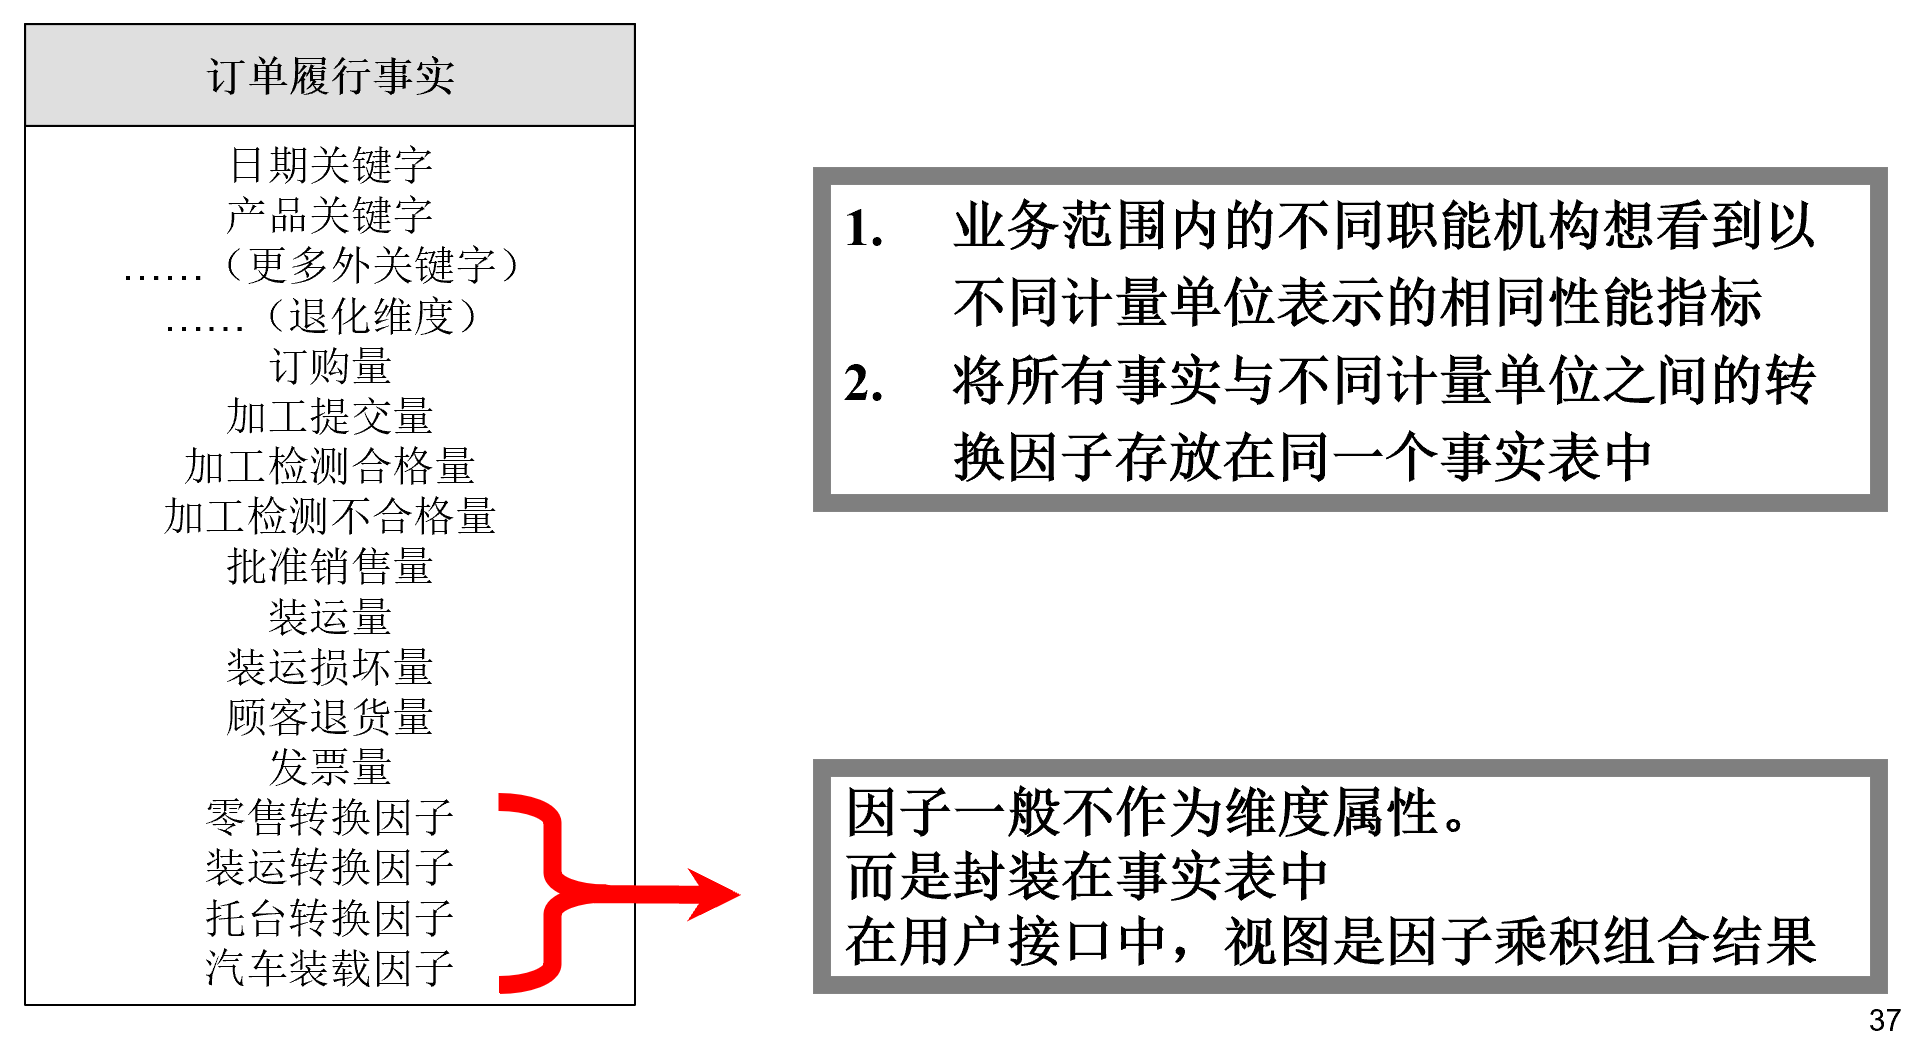 订单履行事实
日期关键字
产品关键字
……（更多外关键字）
……（退化维度）
订购量
加工提交量
加工检测合格量
加工检测不合格量
批准销售量
装运量
装运损坏量
顾客退货量
发票量
零售转换因子
装运转换因子
托台转换因子
汽车装载因子
1. 业务范围内的不同职能机构想看到以
不同计量单位表示的相同性能指标
2. 将所有事实与不同计量单位之间的转
换因子存放在同一个事实表中
因子一般不作为维度属性。
而是封装在事实表中
在用户接口中，视图是因子乘积组合结果
37